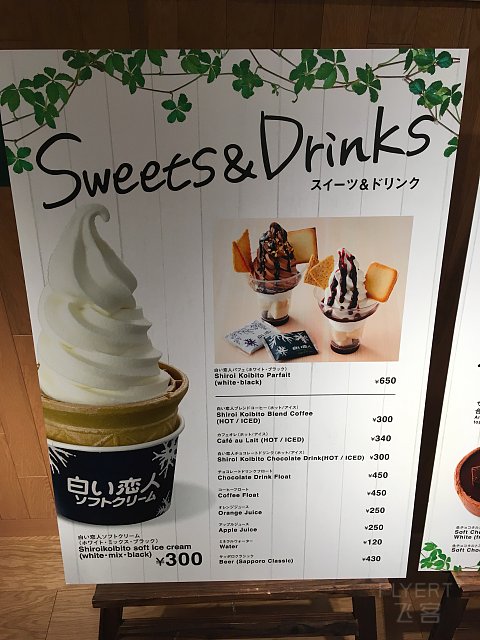 Sweets&Drinks
スイーツ&ドリンク
白い恋人パフェ(ホワイト・ブラック)
Shiroi Koibito Parfait
(white·black) ¥650
白い恋人ブレンドコーヒー(ホット/アイス)
Shiroi Koibito Blend Coffee
(HOT / ICED) ¥300
カフェオレ(ホット/アイス)
Café au Lait (HOT / ICED) ¥340
白い恋人チョコレートドリンク(ホット/アイス)
Shiroi Koibito Chocolate Drink(HOT / ICED) ¥300
チョコレートドリンクフロート
Chocolate Drink Float ¥450
コーヒーフロート
Coffee Float ¥450
オレンジジュース
Orange Juice ¥250
アップルジュース
Apple Juice ¥250
ミネラルウォーター
Water ¥120
サッポロクラシック
Beer (Sapporo Classic) ¥430
白い恋人
ソフトクリーム
白い恋人ソフトクリーム
(ホワイト・ミックス・ブラック)
Shiroikoibito soft ice cream
(white·mix·black) ¥300
Soft Choc
White (
Soft Choc
FLYERT
飞客